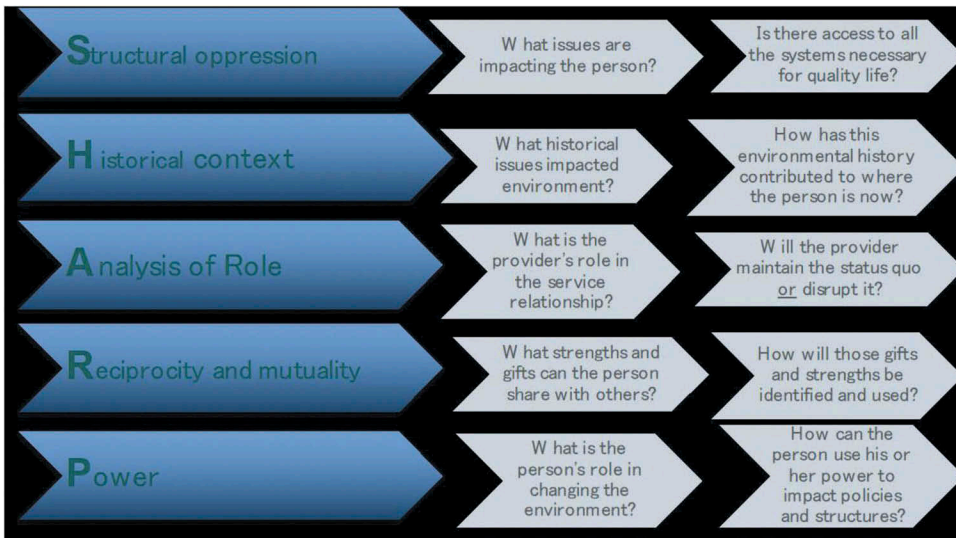 Structural oppression
What issues are
impacting the person?
Is there access to all
the systems necessary
for quality life?
Historical context
What historical
issues impacted
environment?
How has this
environmental history
contributed to where
the person is now?
Analysis of Role
What is the
provider's role in
the service
relationship?
Will the provider
maintain the status quo
or disrupt it?
Reciprocity and mutuality
What strengths and
gifts can the person
share with others?
How will those gifts
and strengths be
identified and used?
Power
What is the
person's role in
changing the
environment?
How can the
person use his or
her power to
impact policies
and structures?